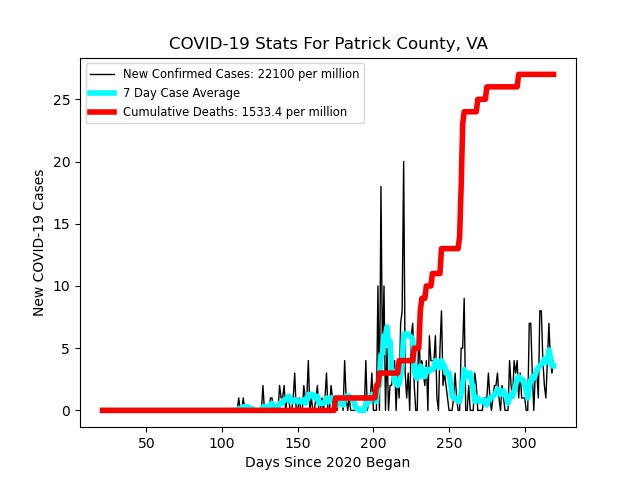 COVID-19 Stats For Patrick County, VA
New Confirmed Cases: 22100 per million
7 Day Case Average
Cumulative Deaths: 1533.4 per million
New COVID-19 Cases
25
20
15
10
5
0
50 100 150 200 250 300
Days Since 2020 Began